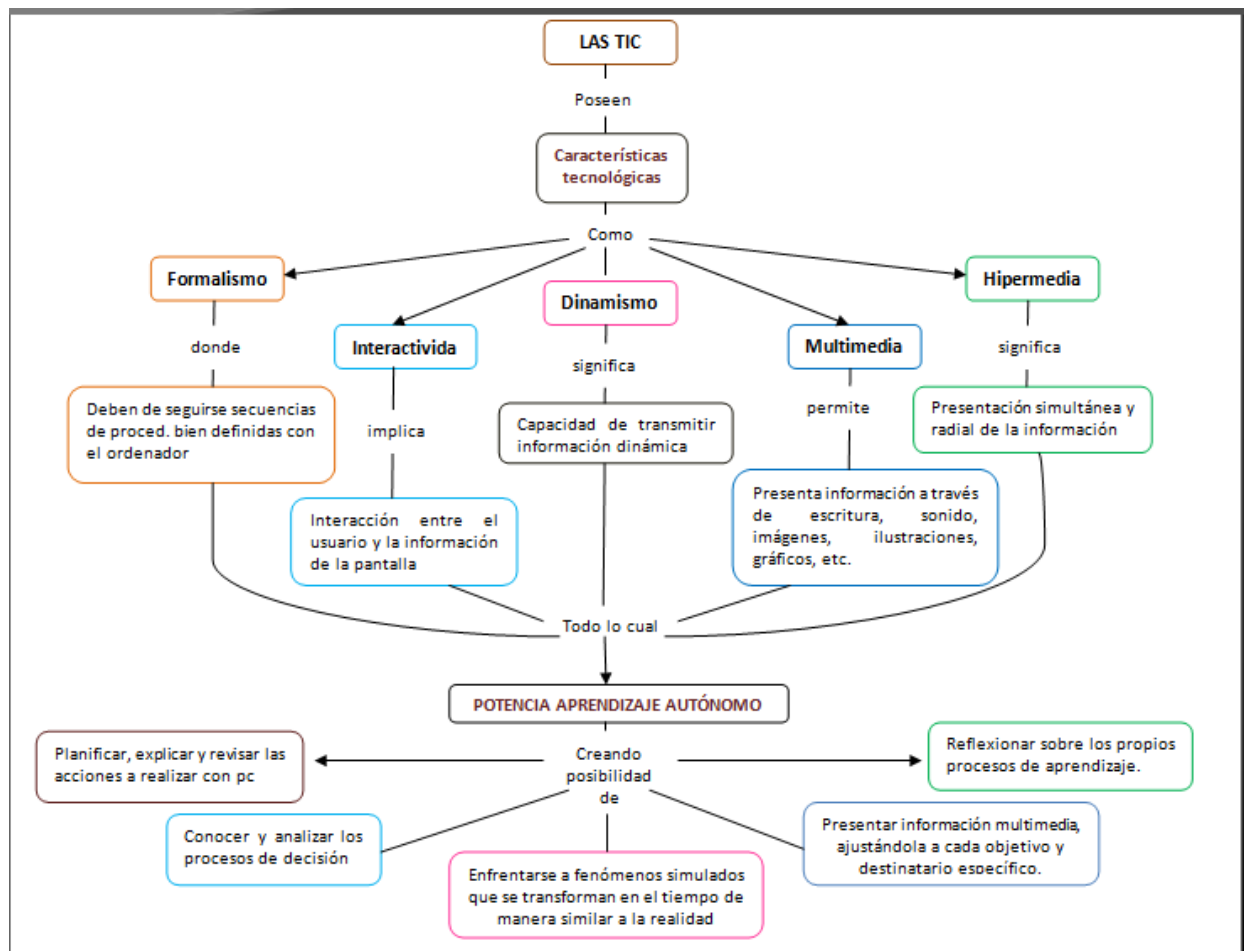 LAS TIC
Poseen
Características
tecnológicas
Como
Formalismo
Hipermedia
Dinamismo
Interactivida
Multimedia
donde
significa
significa
implica
permite
Deben de seguirse secuencias
de proced. bien definidas con
el ordenador
Capacidad de transmitir
información dinámica
Presentación simultánea y
radial de la información
Interacción entre el
usuario y la información
de la pantalla
Presenta información a través
de escritura, sonido,
imágenes, ilustraciones,
gráficos, etc.
Todo lo cual
POTENCIA APRENDIZAJE AUTÓNOMO
Creando
posibilidad
de
Planificar, explicar y revisar las
acciones a realizar con pc
Reflexionar sobre los propios
procesos de aprendizaje.
Conocer y analizar los
procesos de decisión
Enfrentarse a fenómenos simulados
que se transforman en el tiempo de
manera similar a la realidad
Presentar información multimedia,
ajustándola a cada objetivo y
destinatario específico.